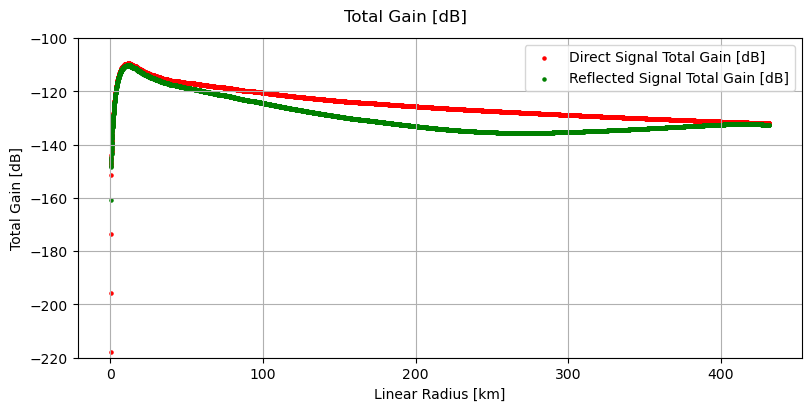 Total Gain [dB]
Direct Signal Total Gain [dB]
Reflected Signal Total Gain [dB]
Total Gain [dB]
−100
−120
−140
−160
−180
−200
−220
0
100
200
300
400
Linear Radius [km]